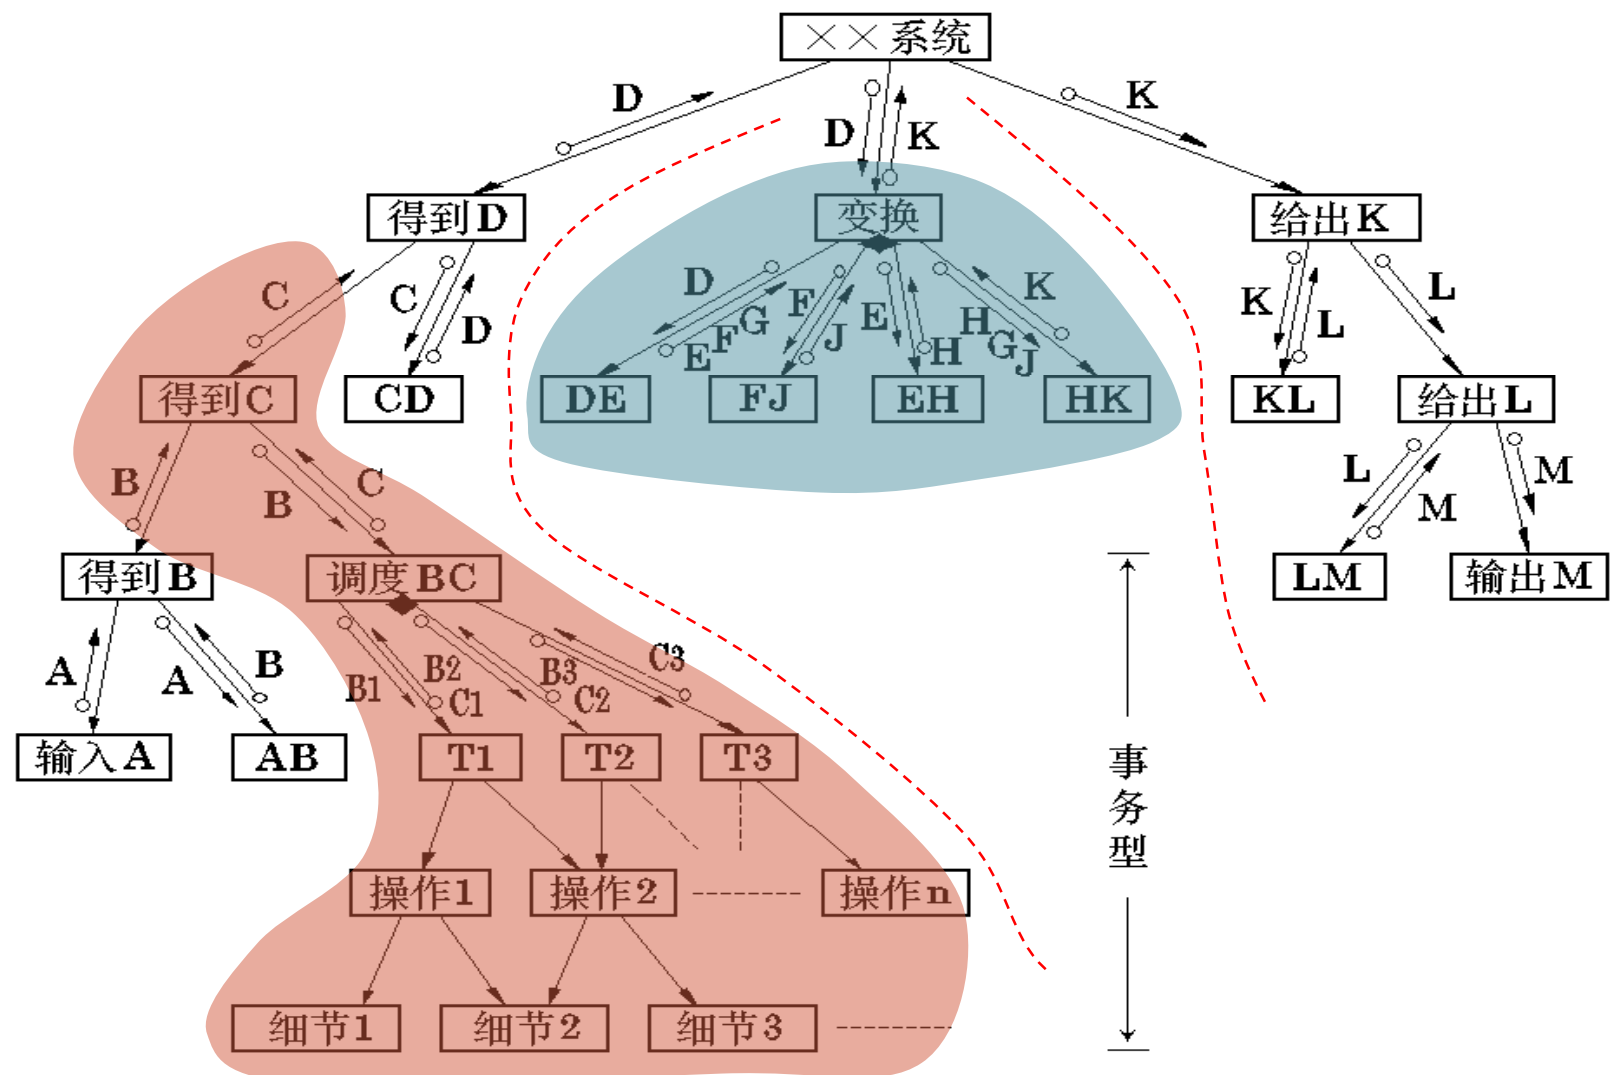 ××系统
D
D
K
K
得到D
变换
给出K
C
C
D
D
E
F
G
F
J
E
H
H
G
J
K
K
L
L
得到C
CD
DE
FJ
EH
HK
KL
给出L
B
B
C
L
M
M
得到B
调度BC
LM
输出M
A
A
B
B1
B2
C1
B3
C2
C3
输入A
AB
T1
T2
T3
事务型
操作1
操作2
操作n
细节1
细节2
细节3